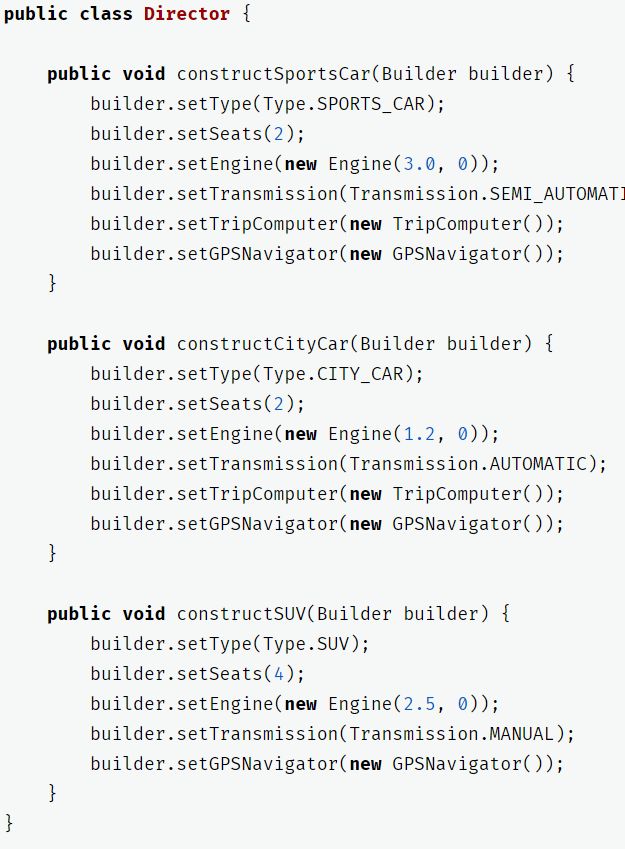 public class Director {
public void constructSportsCar(Builder builder) {
builder.setType(Type.SPORTS_CAR);
builder.setSeats(2);
builder.setEngine(new Engine(3.0, 0));
builder.setTransmission(Transmission.SEMI_AUTOMATI
builder.setTripComputer(new TripComputer());
builder.setGPSNavigator(new GPSNavigator());
}
public void constructCityCar(Builder builder) {
builder.setType(Type.CITY_CAR);
builder.setSeats(2);
builder.setEngine(new Engine(1.2, 0));
builder.setTransmission(Transmission.AUTOMATIC);
builder.setTripComputer(new TripComputer());
builder.setGPSNavigator(new GPSNavigator());
}
public void constructSUV(Builder builder) {
builder.setType(Type.SUV);
builder.setSeats(4);
builder.setEngine(new Engine(2.5, 0));
builder.setTransmission(Transmission.MANUAL);
builder.setGPSNavigator(new GPSNavigator());
}
}